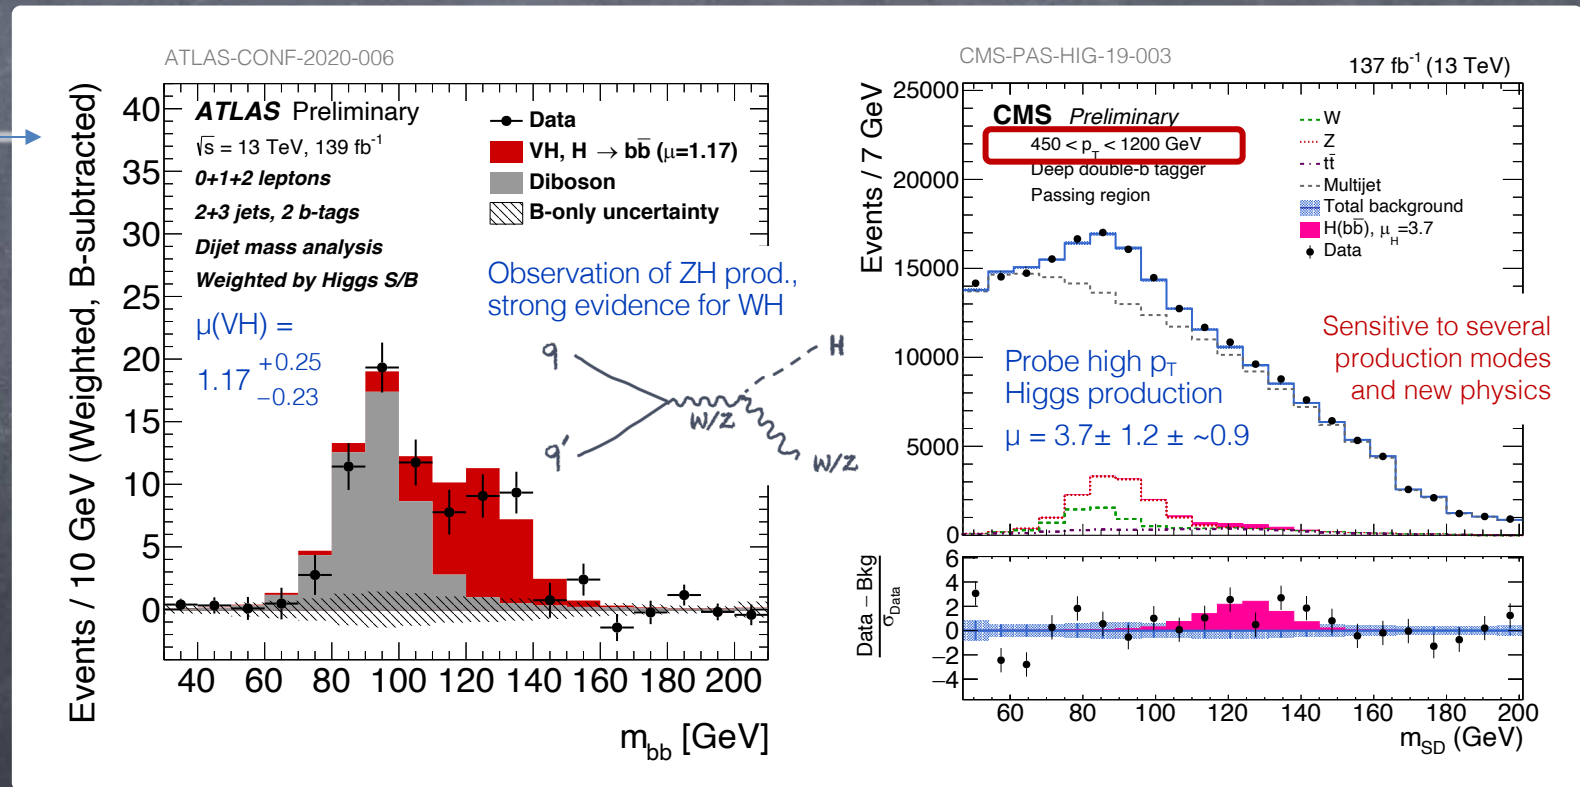 ATLAS-CONF-2020-006
Events / 10 GeV (Weighted, B-subtracted)
40
35
30
25
20
15
10
5
0
ATLAS Preliminary
√s = 13 TeV, 139 fb⁻¹
0+1+2 leptons
2+3 jets, 2 b-tags
Dijet mass analysis
Weighted by Higgs S/B
Data
VH, H → bb̅ (μ=1.17)
Diboson
B-only uncertainty
Observation of ZH prod.,
strong evidence for WH
μ(VH) =
1.17 +0.25
−0.23
q
q'
W/Z
H
W/Z
40 60 80 100 120 140 160 180 200
m_bb [GeV]
CMS-PAS-HIG-19-003
137 fb⁻¹ (13 TeV)
Events / 7 GeV
25000
20000
15000
10000
5000
0
CMS Preliminary
450 < p_T < 1200 GeV
Deep double-b tagger
Passing region
W
Z
tt̅
Multijet
Total background
H(bb̅), μ_H=3.7
Data
Sensitive to several
production modes
and new physics
Probe high p_T
Higgs production
μ = 3.7± 1.2 ± ~0.9
Data − Bkg
σ_Data
6
4
2
0
−2
−4
60 80 100 120 140 160 180 200
m_SD (GeV)